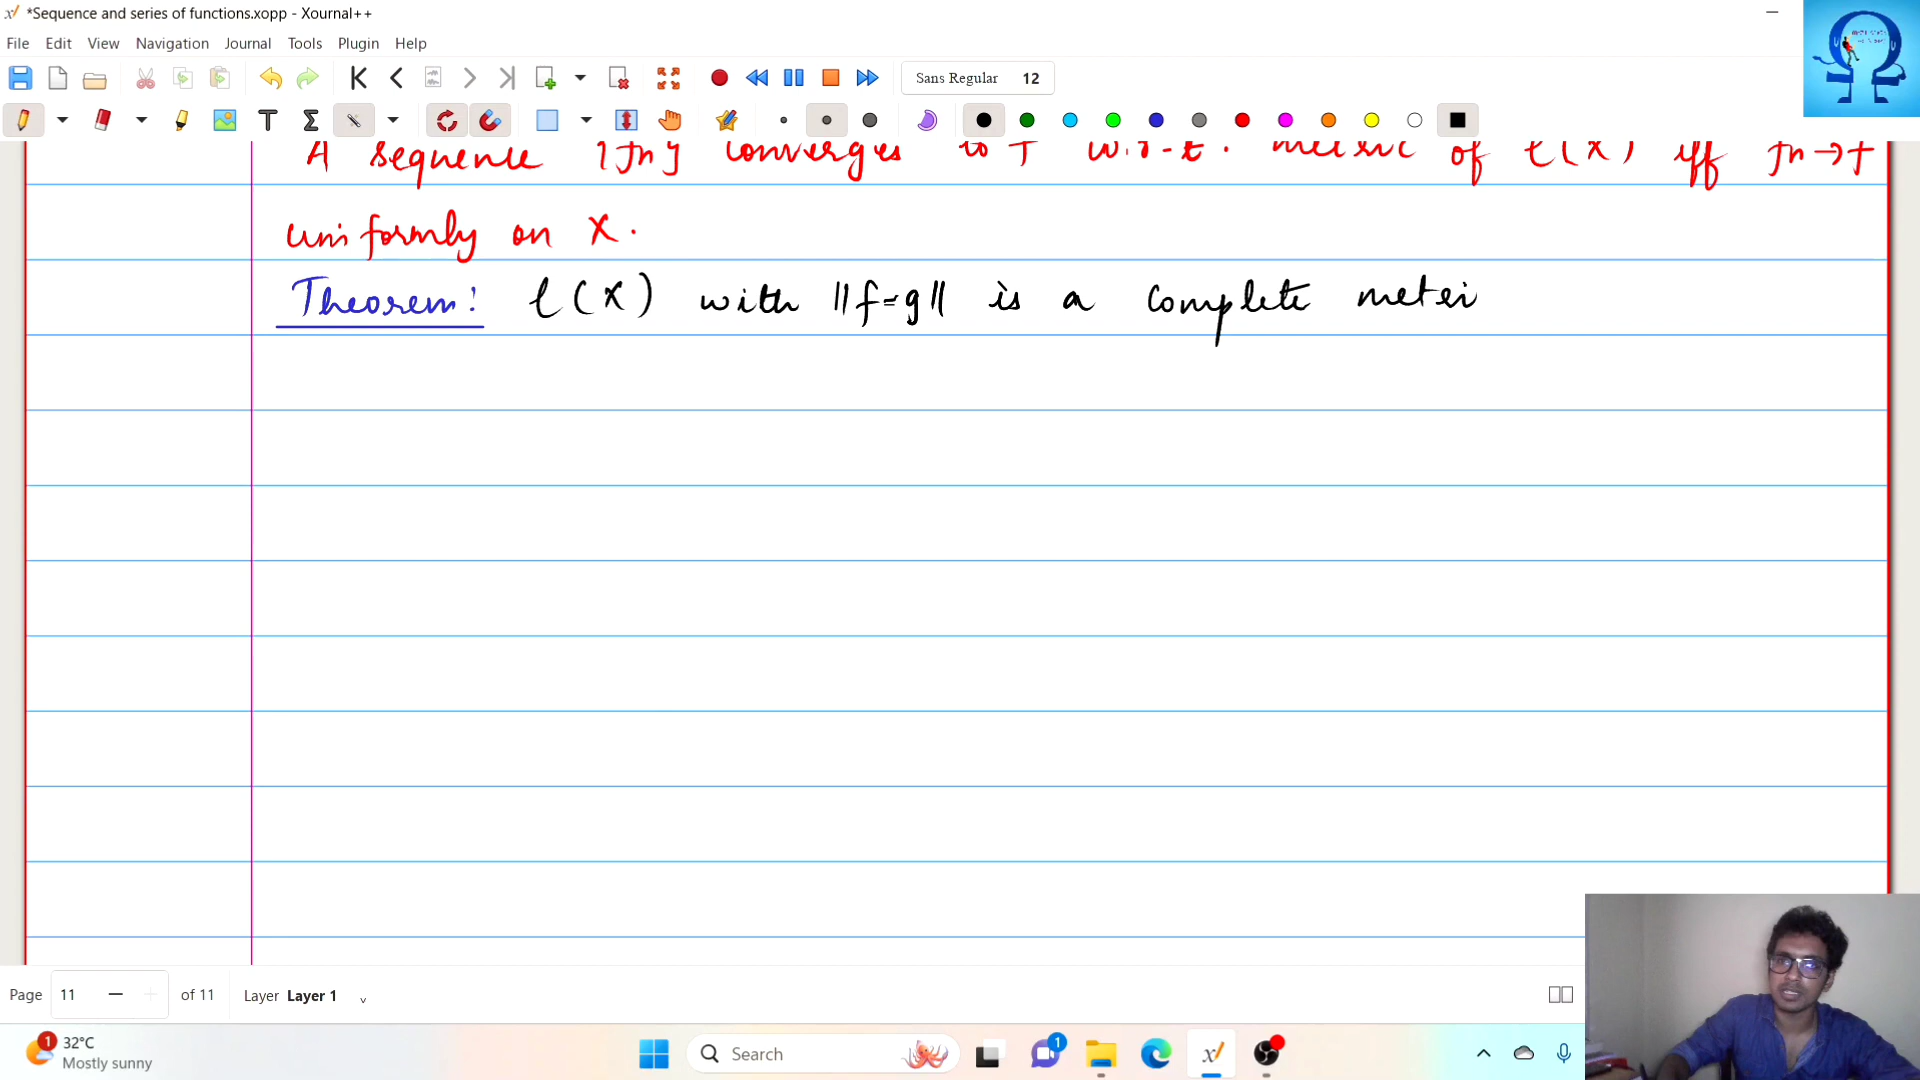 *Sequence and series of functions.xopp - Xournal++
File Edit View Navigation Journal Tools Plugin Help
Sans Regular 12
A sequence {fn} converges to f w.r.t. metric of ℓ(X) iff fn→f
uniformly on X.
Theorem: ℓ(X) with ||f-g|| is a complete metri
Page 11 of 11 Layer Layer 1
1 32°C
Mostly sunny
Search
1